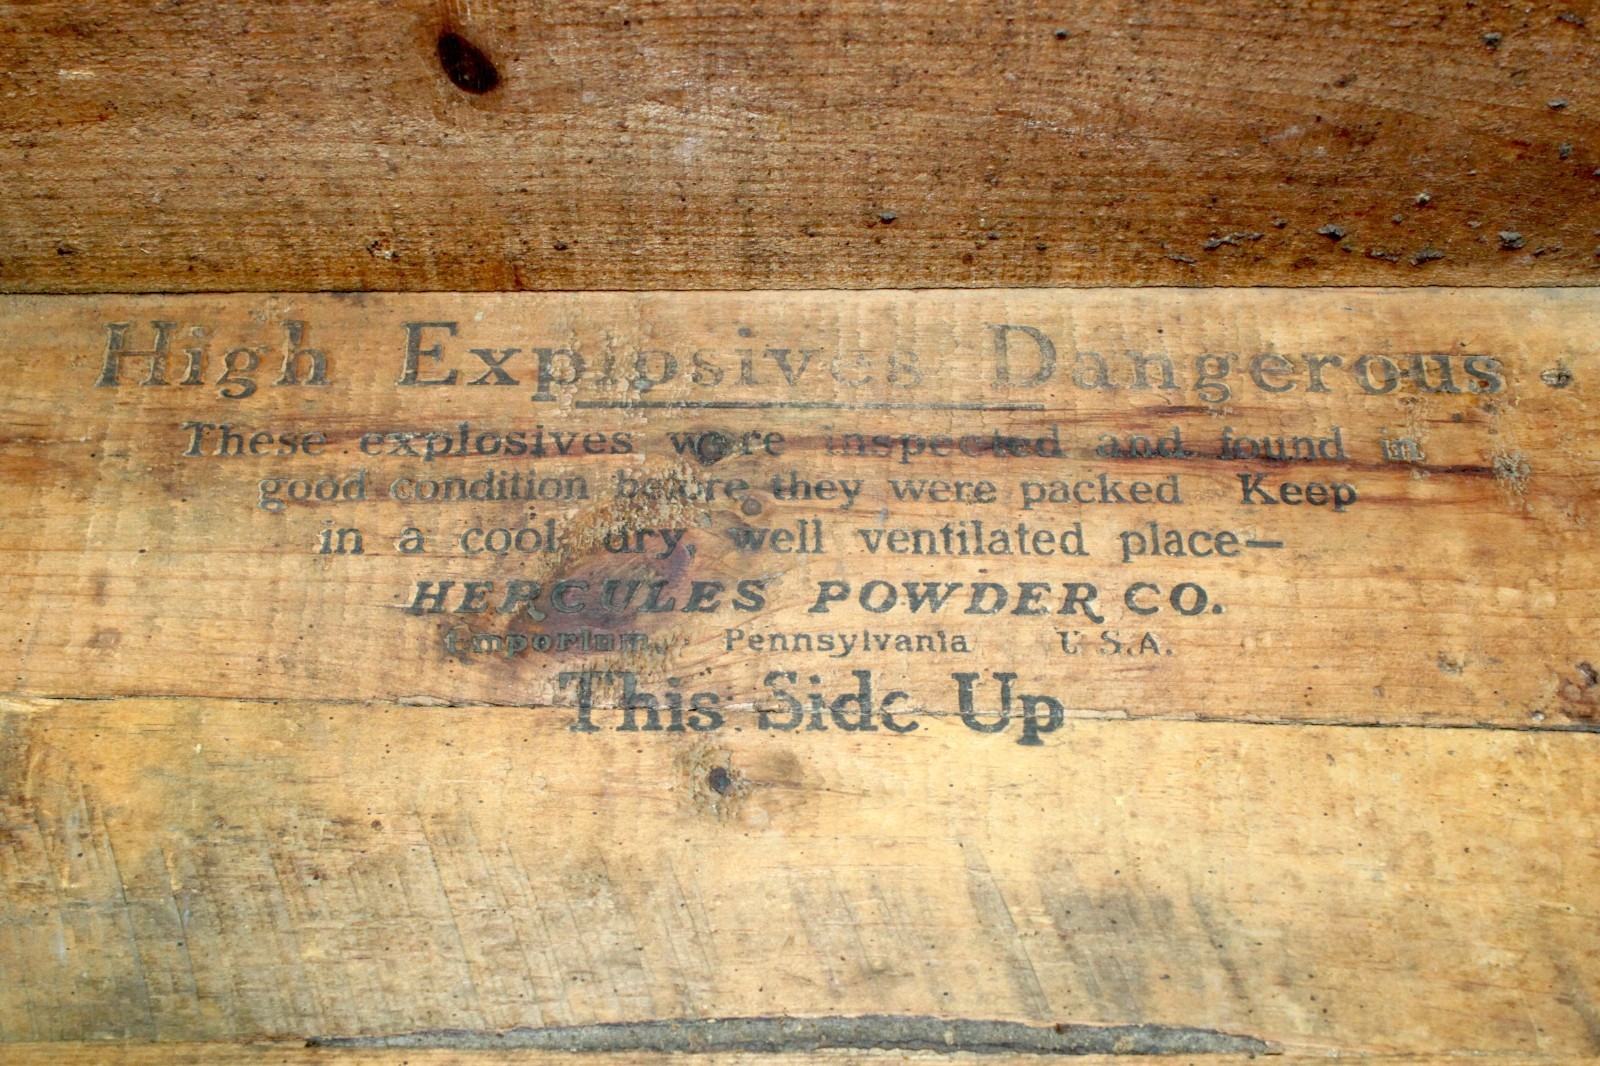 High Explosives Dangerous.
These explosives were inspected and found in
good condition before they were packed Keep
in a cool dry, well ventilated place—
HERCULES POWDER CO.
Emporium, Pennsylvania U.S.A.
This Side Up